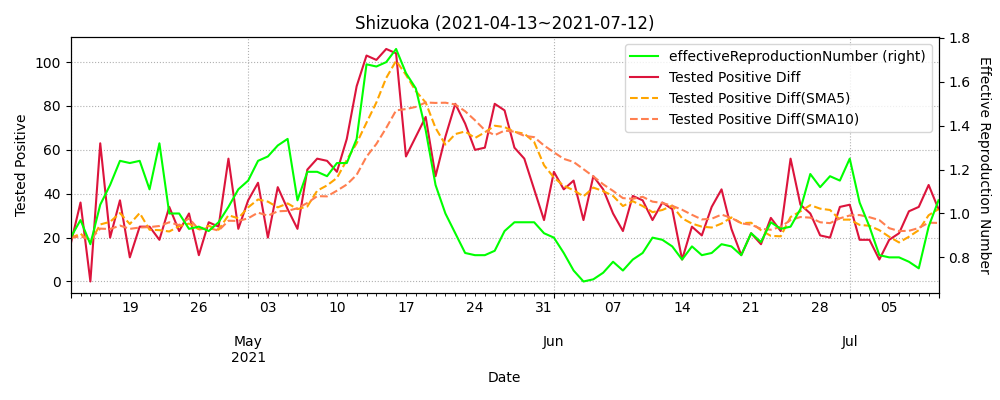 Shizuoka (2021-04-13~2021-07-12)
effectiveReproductionNumber (right)
Tested Positive Diff
Tested Positive Diff(SMA5)
Tested Positive Diff(SMA10)
Tested Positive
100
80
60
40
20
0
1.8
1.6
1.4
1.2
1.0
0.8
Effective Reproduction Number
19 26 03 10 17 24 31 07 14 21 28 05
May Jun Jul
2021
Date